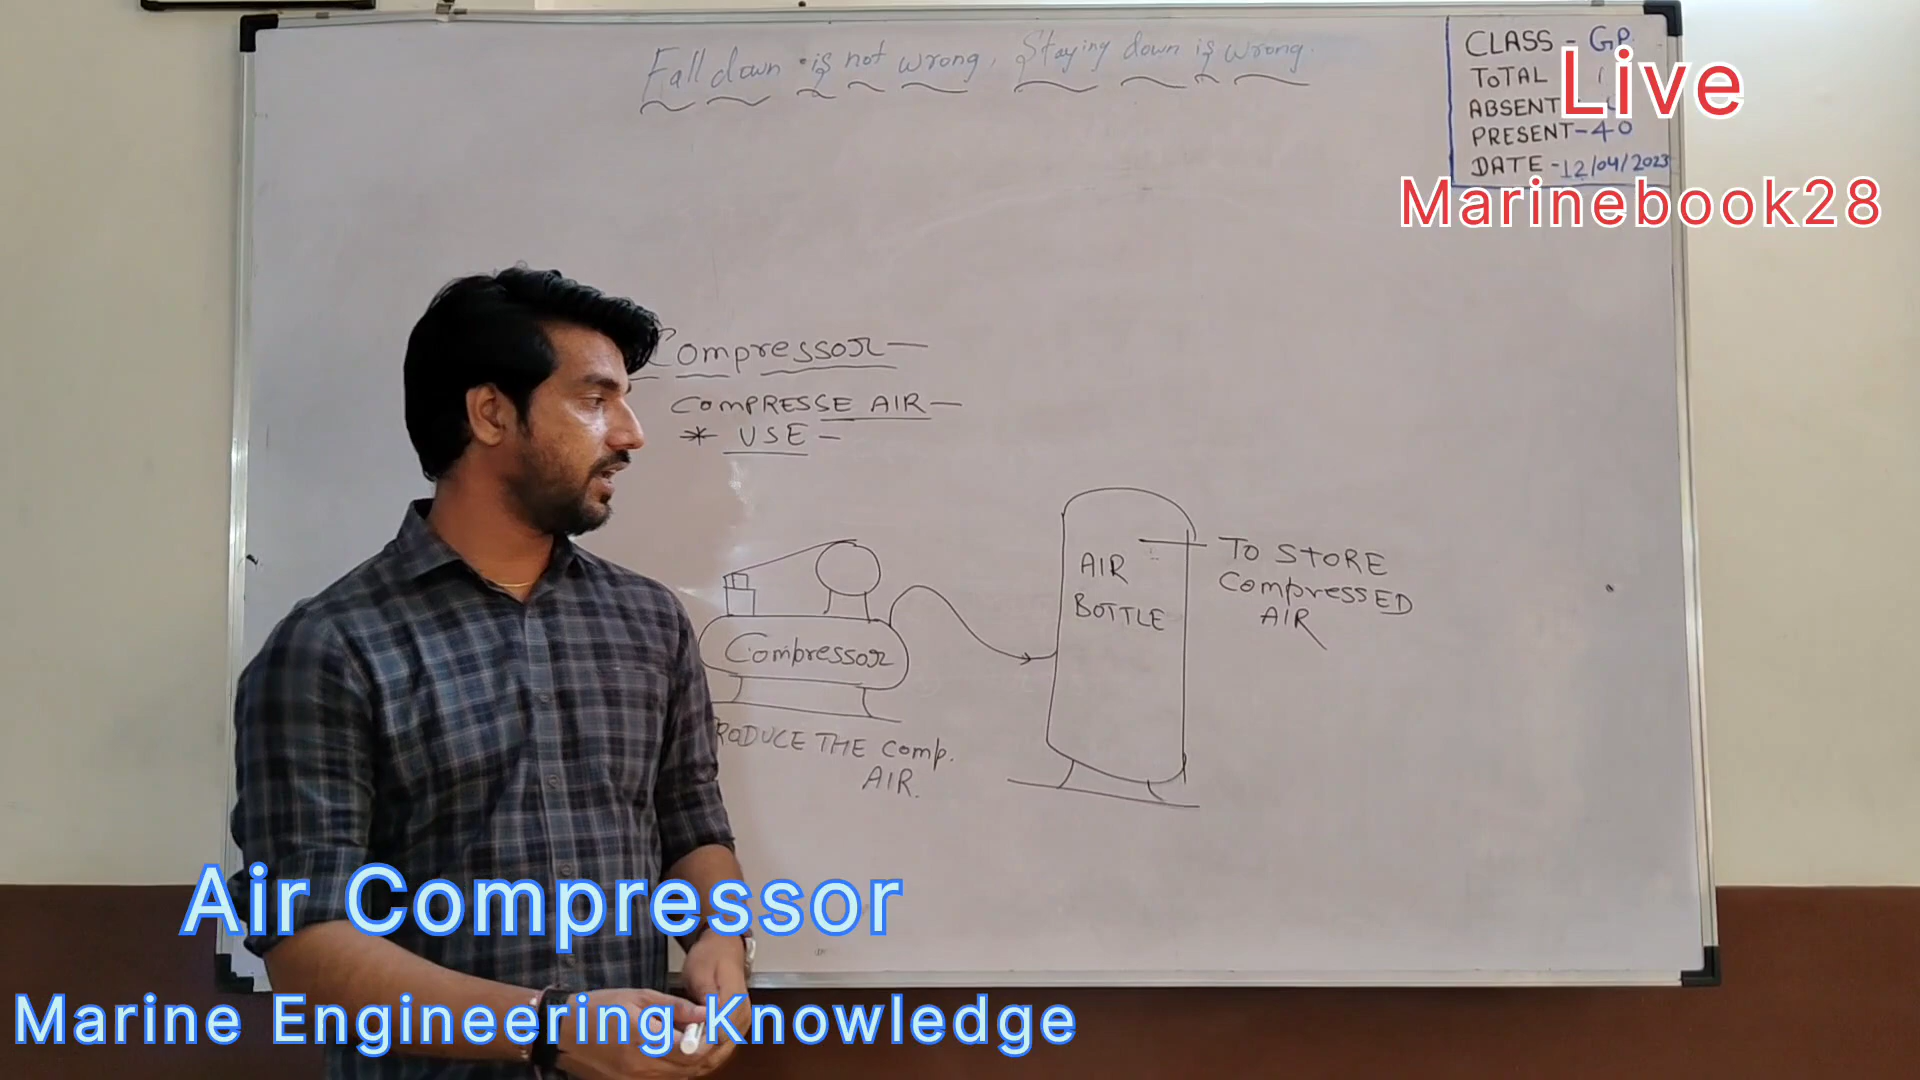 Fall down is not wrong, Staying down is wrong.
CLASS - GP.
TOTAL
ABSENT
PRESENT-40
DATE -12/04/2023
Live
Marinebook28
Compressor—
COMPRESSE AIR—
* USE —
Compressor
RODUCE THE Comp.
AIR.
AIR
BOTTLE
TO STORE
COmpressED
AIR
Air Compressor
Marine Engineering Knowledge